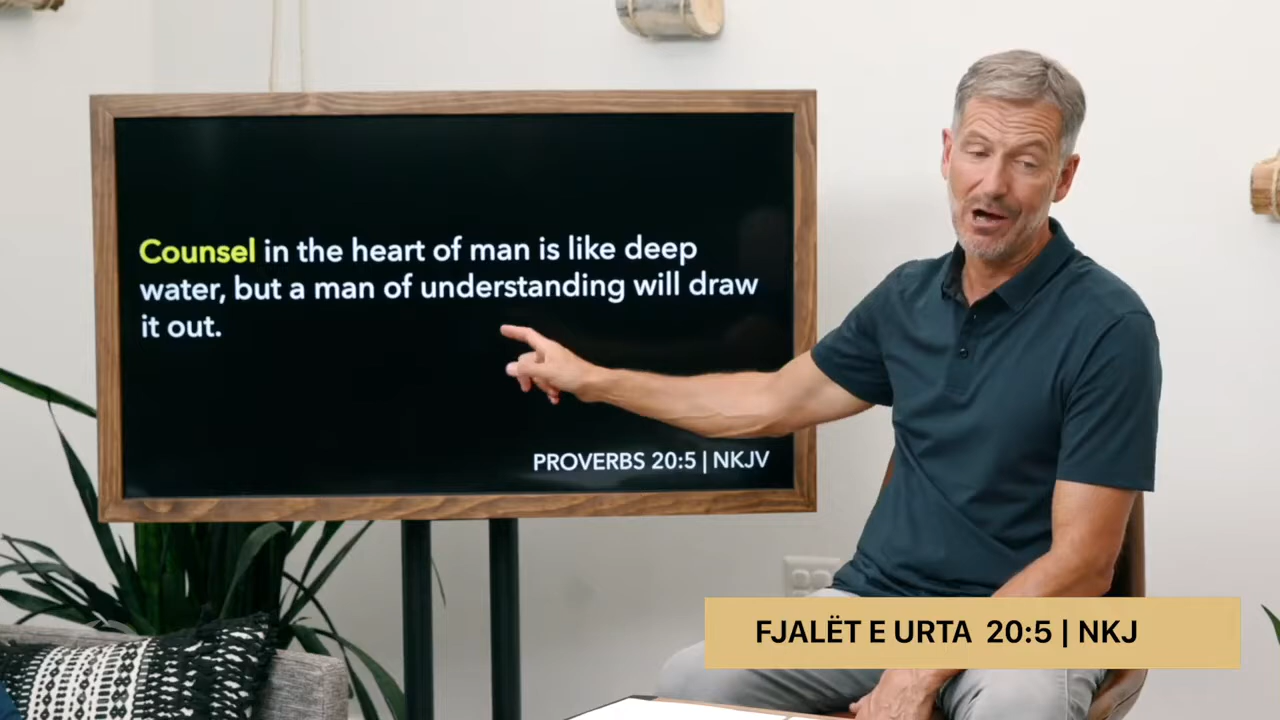 Counsel in the heart of man is like deep
water, but a man of understanding will draw
it out.
PROVERBS 20:5 | NKJV
FJALËT E URTA 20:5 | NKJ